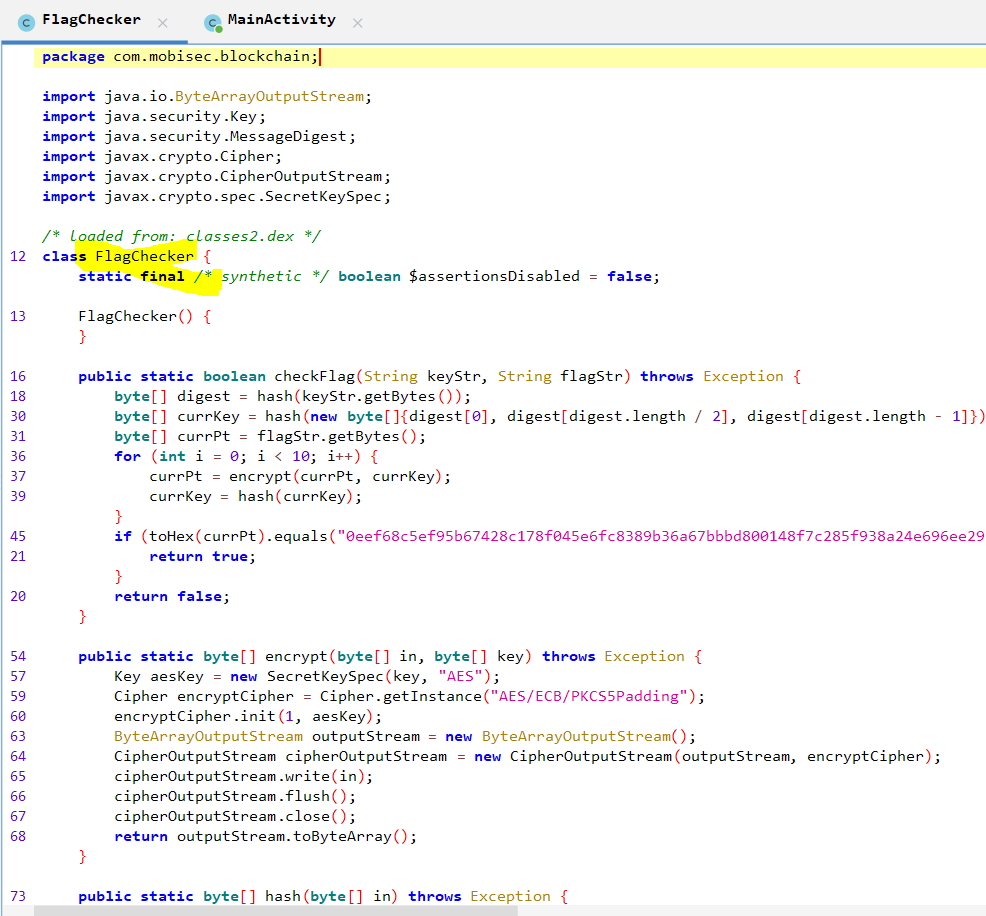 FlagChecker MainActivity
package com.mobisec.blockchain;
import java.io.ByteArrayOutputStream;
import java.security.Key;
import java.security.MessageDigest;
import javax.crypto.Cipher;
import javax.crypto.CipherOutputStream;
import javax.crypto.spec.SecretKeySpec;
/* loaded from: classes2.dex */
12 class FlagChecker {
static final /* synthetic */ boolean $assertionsDisabled = false;
13 FlagChecker() {
}
16 public static boolean checkFlag(String keyStr, String flagStr) throws Exception {
18 byte[] digest = hash(keyStr.getBytes());
30 byte[] currKey = hash(new byte[]{digest[0], digest[digest.length / 2], digest[digest.length - 1]})
31 byte[] currPt = flagStr.getBytes();
36 for (int i = 0; i < 10; i++) {
37 currPt = encrypt(currPt, currKey);
39 currKey = hash(currKey);
}
45 if (toHex(currPt).equals("0eef68c5ef95b67428c178f045e6fc8389b36a67bbbd800148f7c285f938a24e696ee29
21 return true;
}
20 return false;
}
54 public static byte[] encrypt(byte[] in, byte[] key) throws Exception {
57 Key aesKey = new SecretKeySpec(key, "AES");
59 Cipher encryptCipher = Cipher.getInstance("AES/ECB/PKCS5Padding");
60 encryptCipher.init(1, aesKey);
63 ByteArrayOutputStream outputStream = new ByteArrayOutputStream();
64 CipherOutputStream cipherOutputStream = new CipherOutputStream(outputStream, encryptCipher);
65 cipherOutputStream.write(in);
66 cipherOutputStream.flush();
67 cipherOutputStream.close();
68 return outputStream.toByteArray();
}
73 public static byte[] hash(byte[] in) throws Exception {